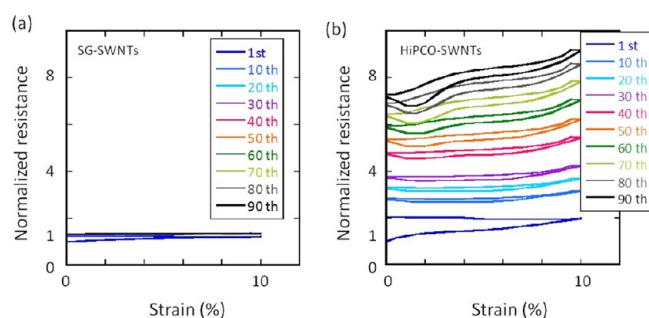 (a)
SG-SWNTs
1 st
10 th
20 th
30 th
40 th
50 th
60 th
70 th
80 th
90 th
Normalized resistance
8
4
1
0
0
10
Strain (%)
(b)
HiPCO-SWNTs
1 st
10 th
20 th
30 th
40 th
50 th
60 th
70 th
80 th
90 th
Normalized resistance
8
4
1
0
0
10
Strain (%)